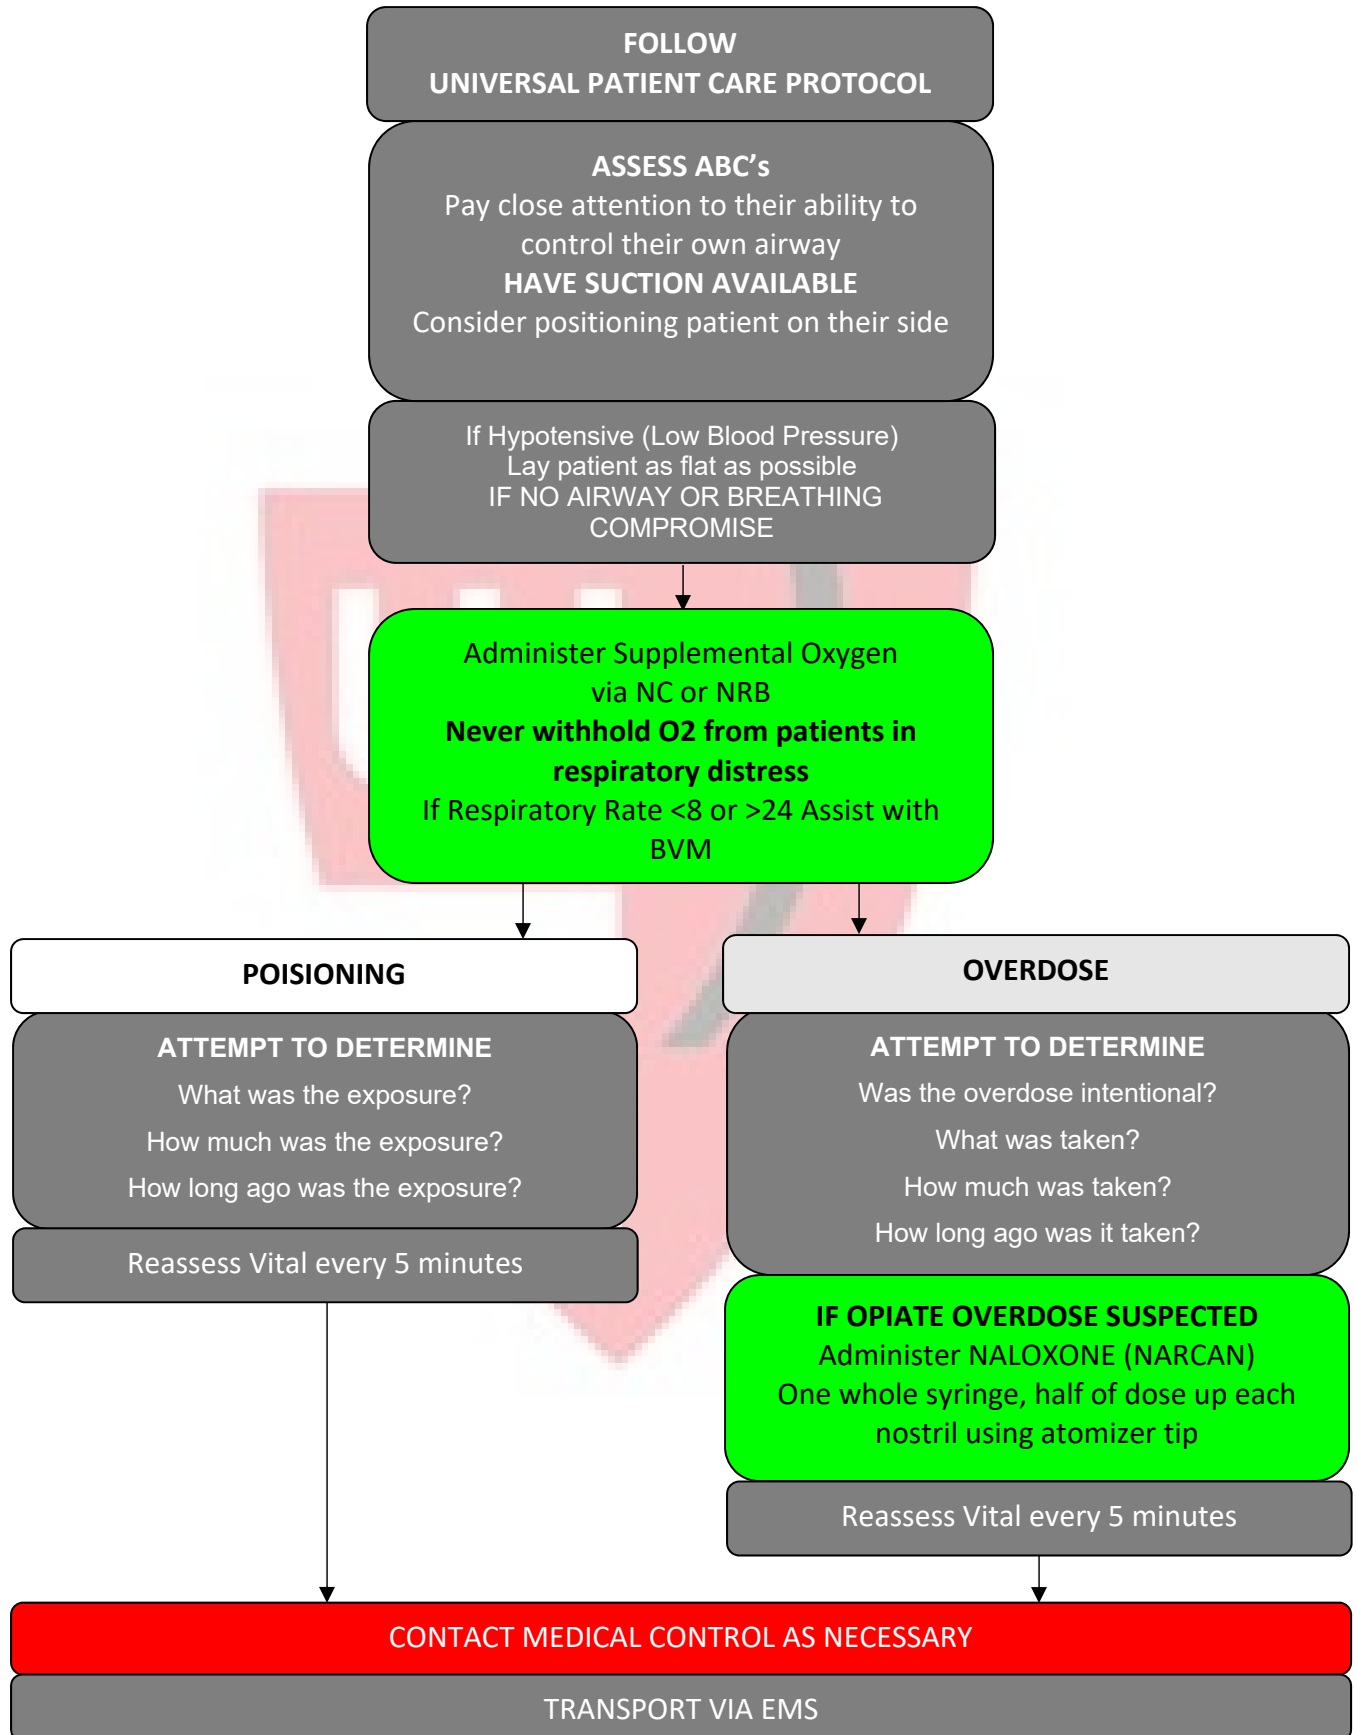 FOLLOW
UNIVERSAL PATIENT CARE PROTOCOL
ASSESS ABC’s
Pay close attention to their ability to
control their own airway
HAVE SUCTION AVAILABLE
Consider positioning patient on their side
If Hypotensive (Low Blood Pressure)
Lay patient as flat as possible
IF NO AIRWAY OR BREATHING
COMPROMISE
Administer Supplemental Oxygen
via NC or NRB
Never withhold O2 from patients in
respiratory distress
If Respiratory Rate <8 or >24 Assist with
BVM
POISIONING
ATTEMPT TO DETERMINE
What was the exposure?
How much was the exposure?
How long ago was the exposure?
Reassess Vital every 5 minutes
OVERDOSE
ATTEMPT TO DETERMINE
Was the overdose intentional?
What was taken?
How much was taken?
How long ago was it taken?
IF OPIATE OVERDOSE SUSPECTED
Administer NALOXONE (NARCAN)
One whole syringe, half of dose up each
nostril using atomizer tip
Reassess Vital every 5 minutes
CONTACT MEDICAL CONTROL AS NECESSARY
TRANSPORT VIA EMS